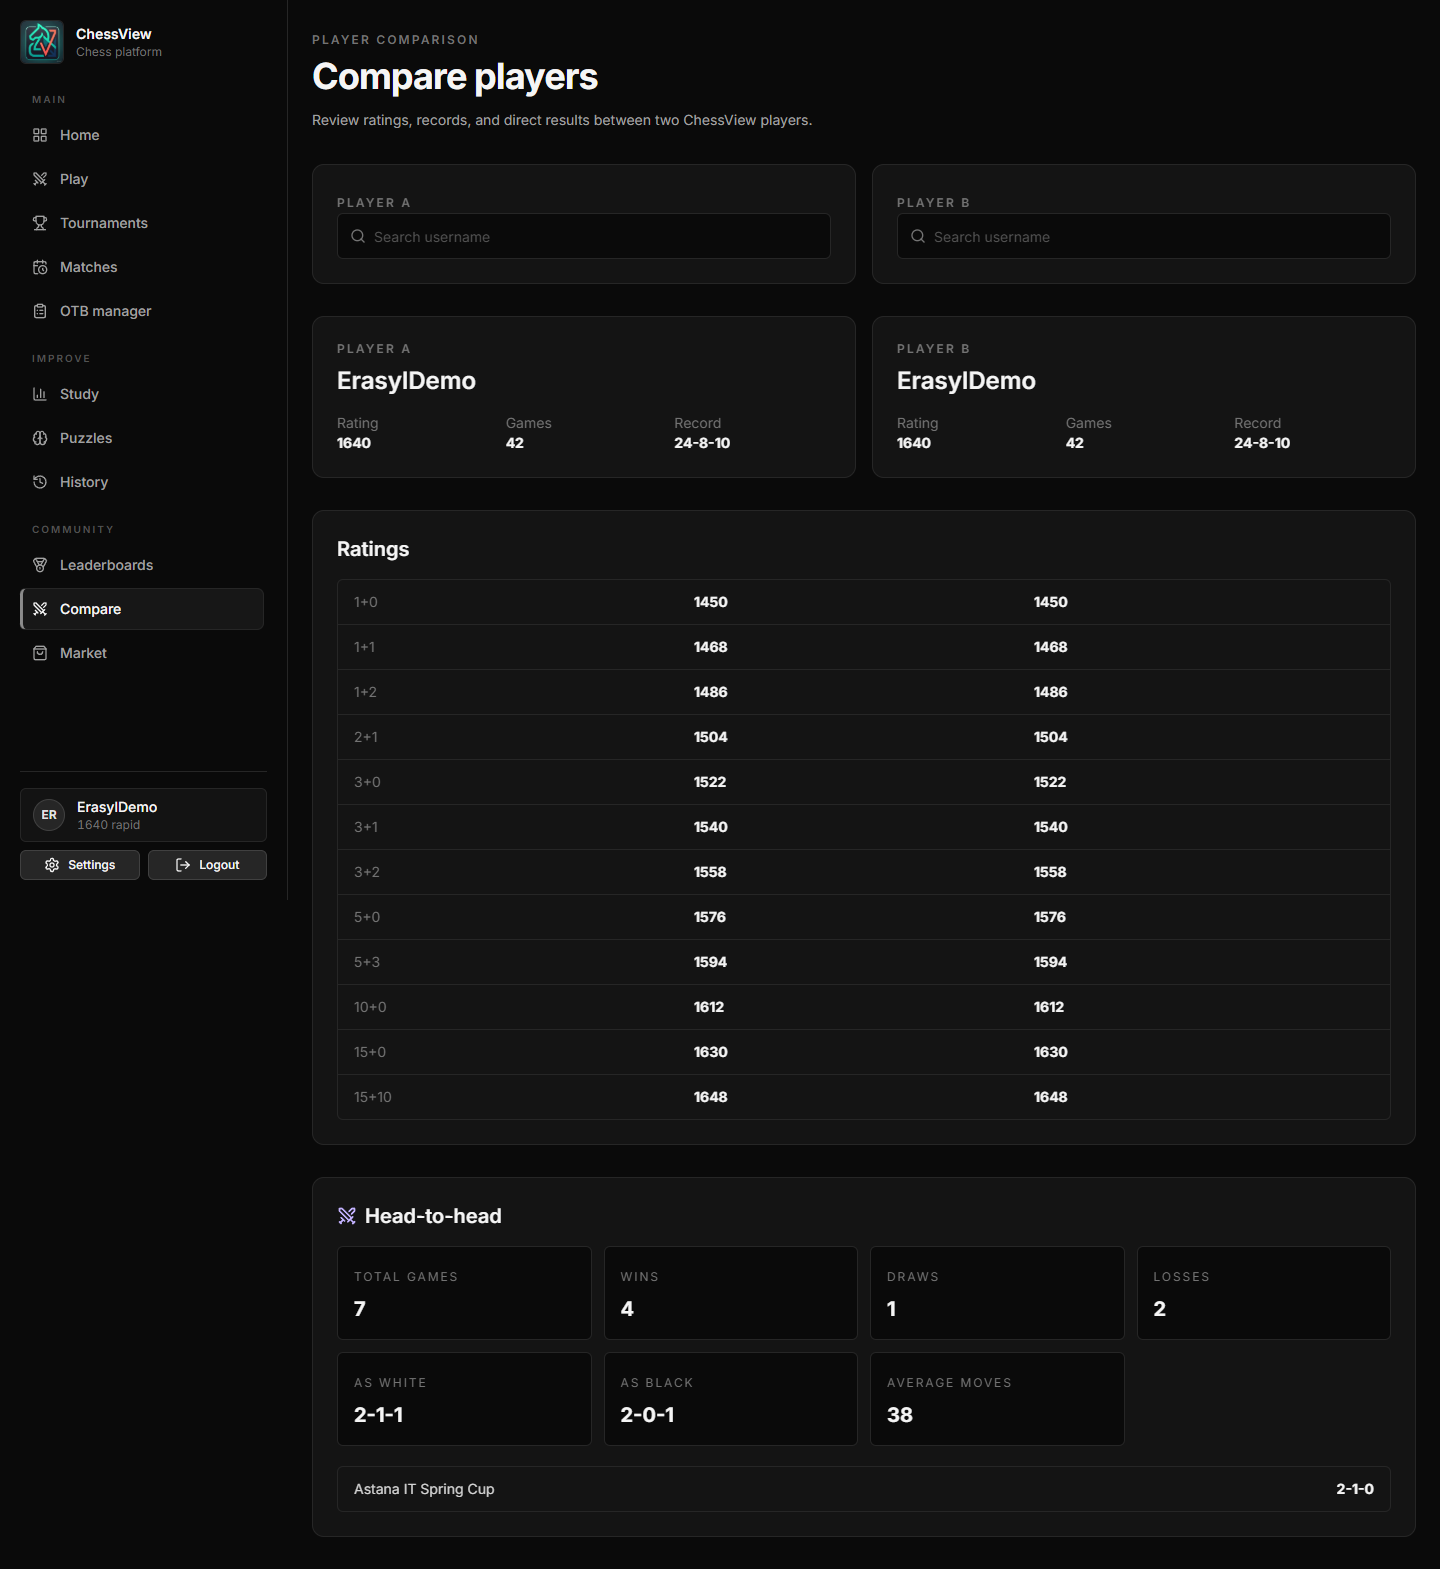 ChessView
Chess platform
MAIN
Home
Play
Tournaments
Matches
OTB manager
IMPROVE
Study
Puzzles
History
COMMUNITY
Leaderboards
Compare
Market
ER
ErasylDemo
1640 rapid
Settings
Logout
PLAYER COMPARISON
Compare players
Review ratings, records, and direct results between two ChessView players.
PLAYER A
Search username
PLAYER B
Search username
PLAYER A
ErasylDemo
Rating Games Record
1640 42 24-8-10
PLAYER B
ErasylDemo
Rating Games Record
1640 42 24-8-10
Ratings
1+0 1450 1450
1+1 1468 1468
1+2 1486 1486
2+1 1504 1504
3+0 1522 1522
3+1 1540 1540
3+2 1558 1558
5+0 1576 1576
5+3 1594 1594
10+0 1612 1612
15+0 1630 1630
15+10 1648 1648
Head-to-head
TOTAL GAMES
7
WINS
4
DRAWS
1
LOSSES
2
AS WHITE
2-1-1
AS BLACK
2-0-1
AVERAGE MOVES
38
Astana IT Spring Cup 2-1-0